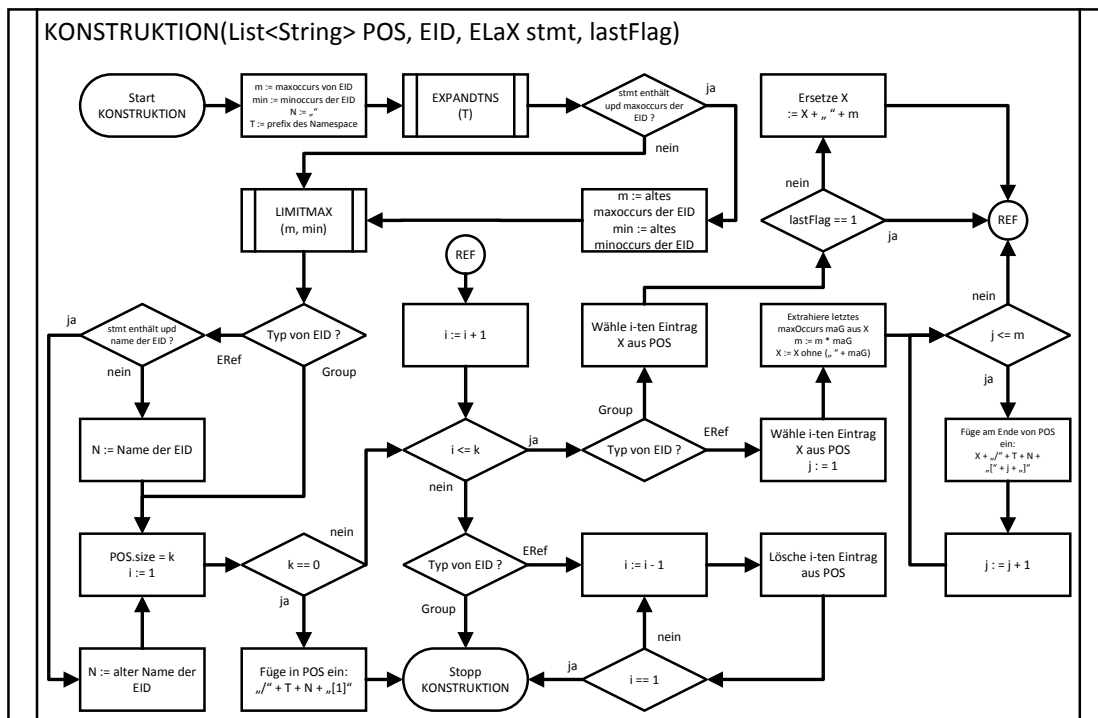 KONSTRUKTION(List<String> POS, EID, ELaX stmt, lastFlag)
Start
KONSTRUKTION
m := maxoccurs von EID
min := minoccurs der EID
N := „“
T := prefix des Namespace
EXPANDTNS
(T)
stmt enthält
upd maxoccurs der
EID ?
ja
nein
Ersetze X
:= X + „ “ + m
nein
LIMITMAX
(m, min)
m := altes
maxoccurs der EID
min := altes
minoccurs der EID
lastFlag == 1
ja
REF
REF
nein
ja
stmt enthält upd
name der EID ?
nein
ERef
Typ von EID ?
Group
i := i + 1
Wähle i-ten Eintrag
X aus POS
Extrahiere letztes
maxOccurs maG aus X
m := m * maG
X := X ohne („ “ + maG)
j <= m
ja
Group
N := Name der EID
i <= k
ja
nein
Typ von EID ?
ERef
Wähle i-ten Eintrag
X aus POS
j := 1
Füge am Ende von POS
ein:
X + „/“ + T + N +
„[“ + j + „]“
nein
POS.size = k
i := 1
k == 0
ja
Typ von EID ?
ERef
Group
i := i - 1
nein
Lösche i-ten Eintrag
aus POS
j := j + 1
N := alter Name der
EID
Füge in POS ein:
„/“ + T + N + „[1]“
Stopp
KONSTRUKTION
ja
i == 1